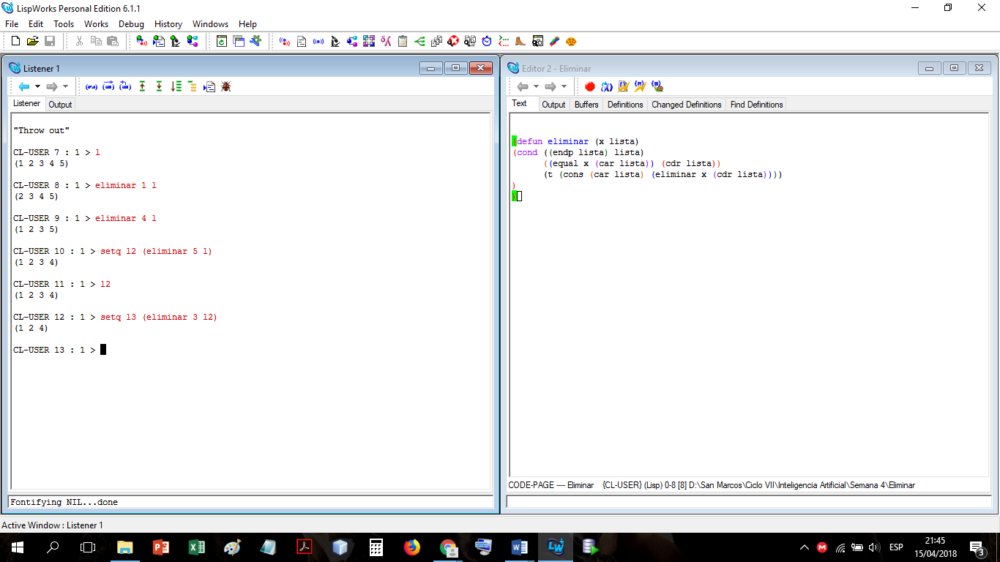 LispWorks Personal Edition 6.1.1
File Edit Tools Works Debug History Windows Help
Listener 1
Listener Output
"Throw out"
CL-USER 7 : 1 > l
(1 2 3 4 5)
CL-USER 8 : 1 > eliminar 1 l
(2 3 4 5)
CL-USER 9 : 1 > eliminar 4 l
(1 2 3 5)
CL-USER 10 : 1 > setq l2 (eliminar 5 l)
(1 2 3 4)
CL-USER 11 : 1 > l2
(1 2 3 4)
CL-USER 12 : 1 > setq l3 (eliminar 3 l2)
(1 2 4)
CL-USER 13 : 1 >
Fontifying NIL...done
Editor 2 - Eliminar
Text Output Buffers Definitions Changed Definitions Find Definitions
(defun eliminar (x lista)
(cond ((endp lista) lista)
((equal x (car lista)) (cdr lista))
(t (cons (car lista) (eliminar x (cdr lista))))
)
)
CODE-PAGE ---- Eliminar {CL-USER} (Lisp) 0-8 [8] D:\San Marcos\Ciclo VII\Inteligencia Artificial\Semana 4\Eliminar
Active Window : Listener 1
ESP
21:45
15/04/2018
3